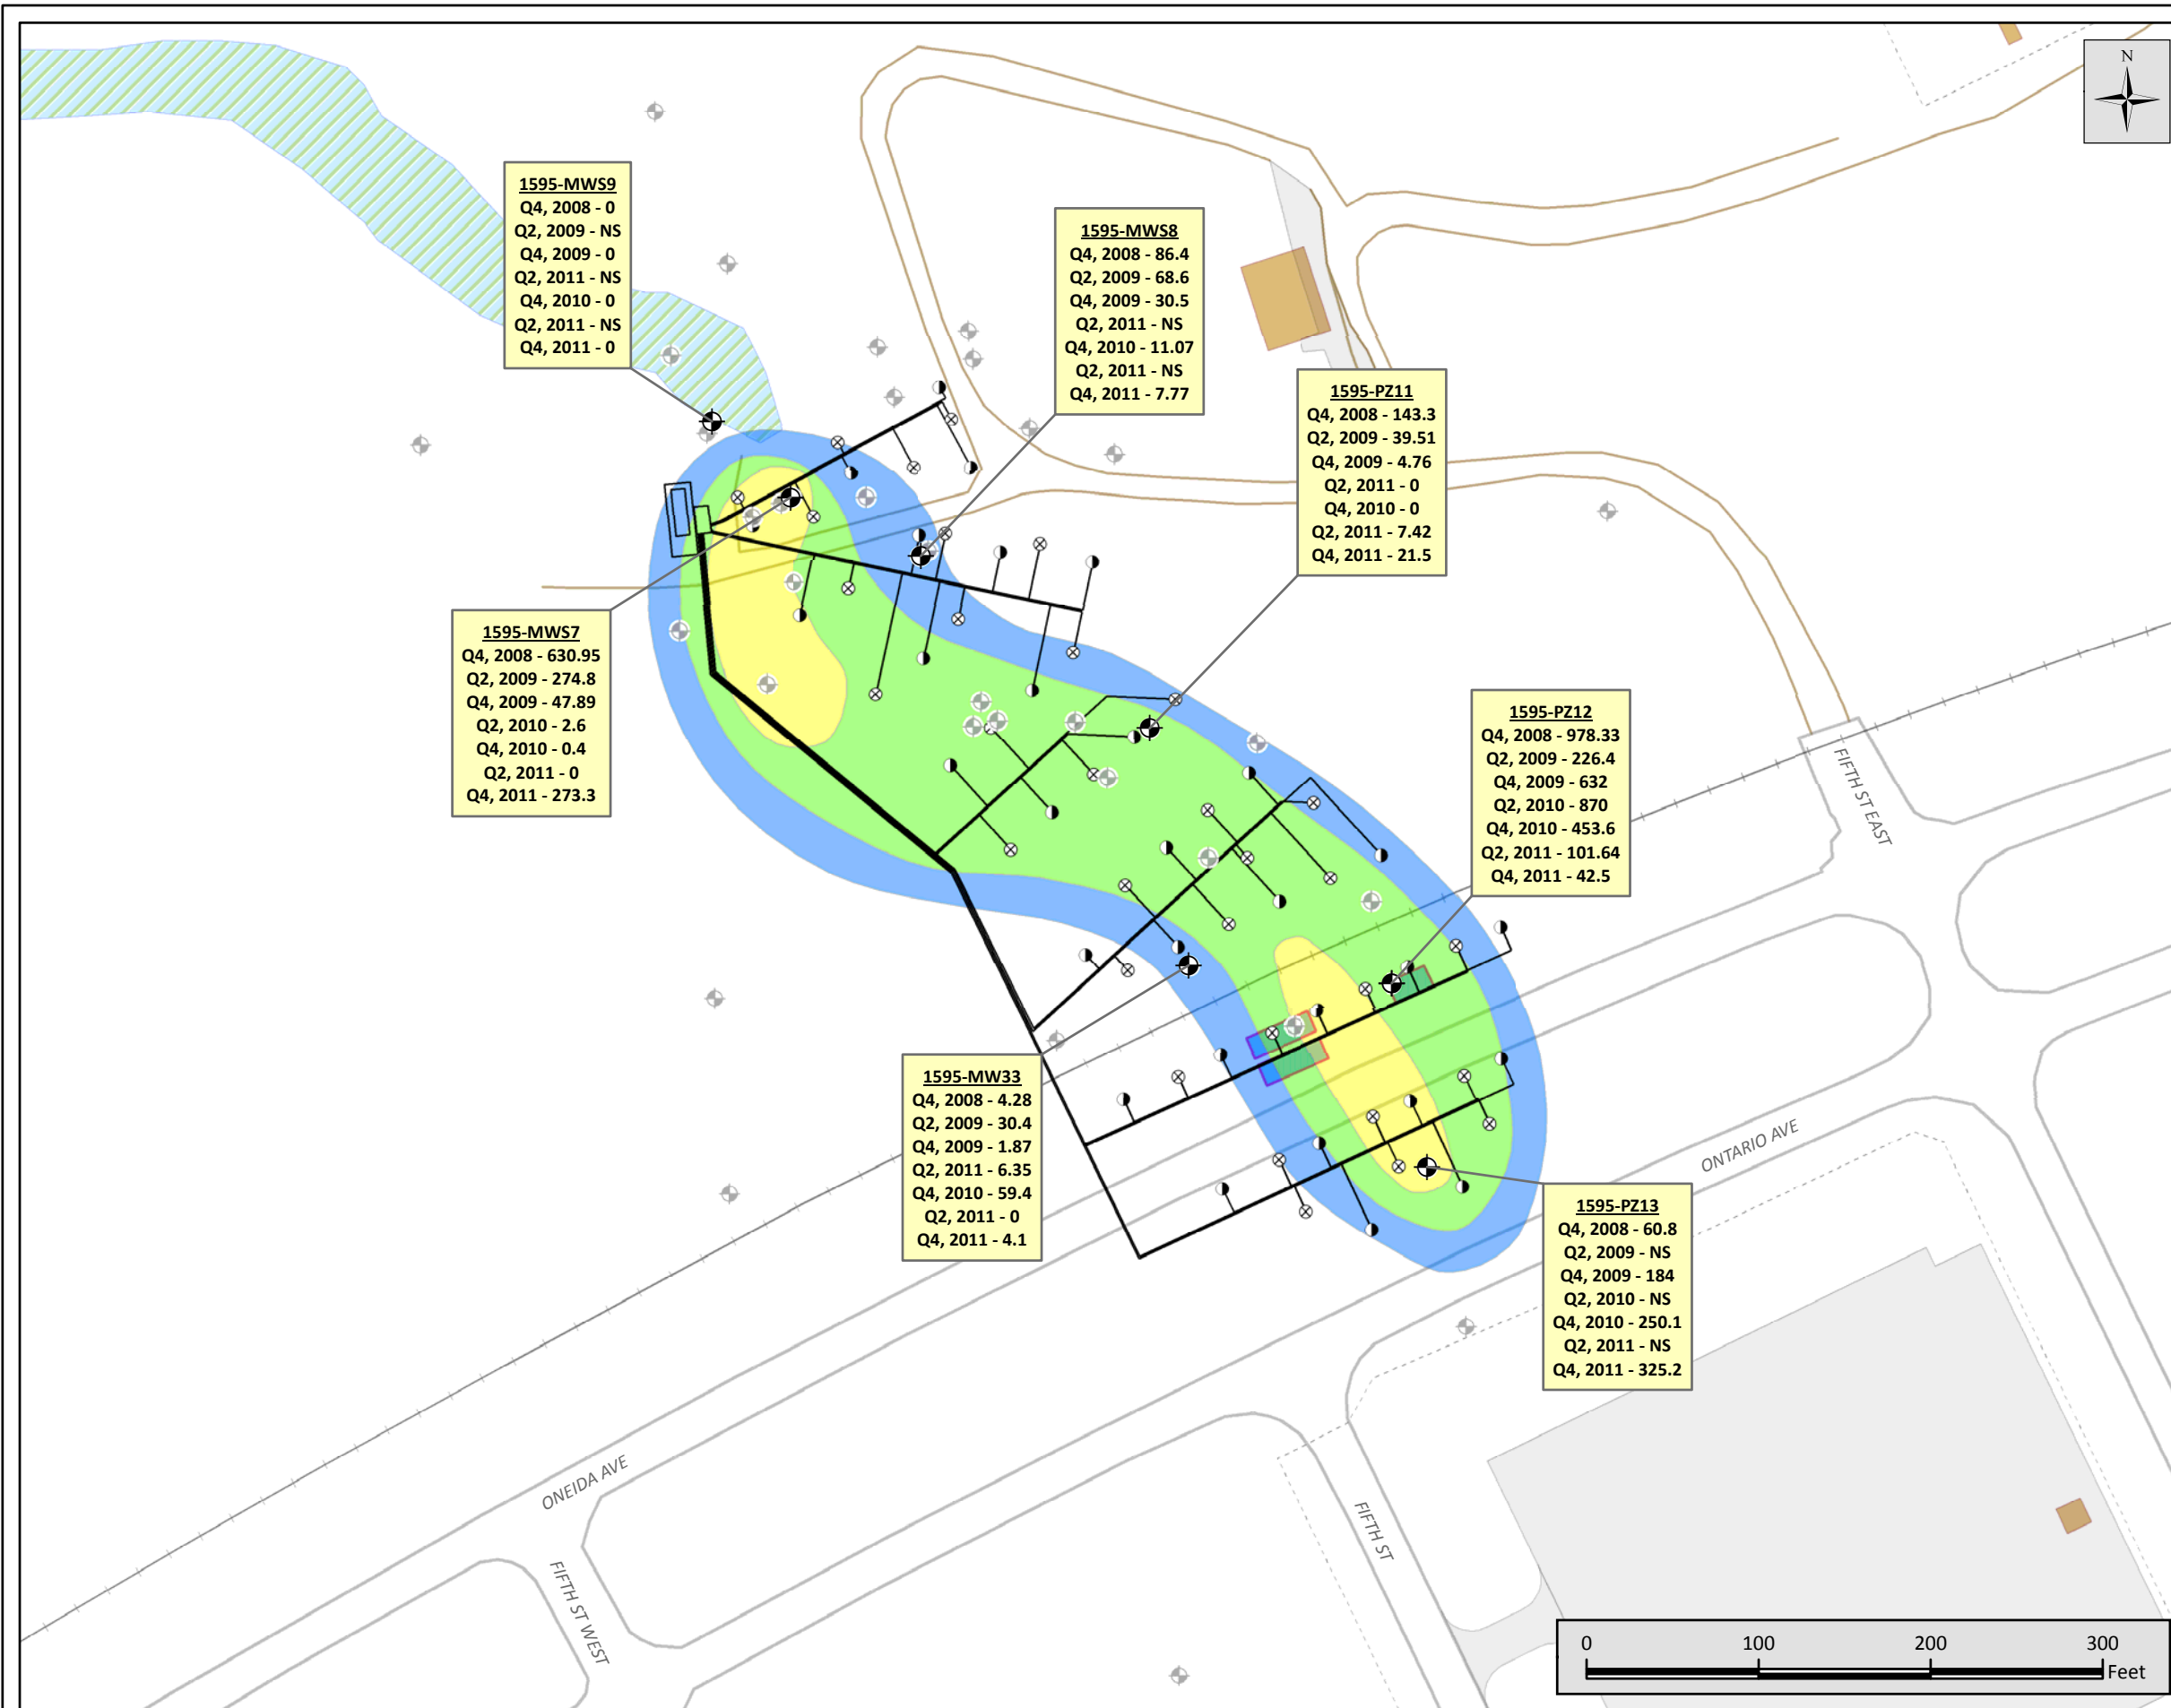 N
1595-MWS9
Q4, 2008 - 0
Q2, 2009 - NS
Q4, 2009 - 0
Q2, 2011 - NS
Q4, 2010 - 0
Q2, 2011 - NS
Q4, 2011 - 0
1595-MWS8
Q4, 2008 - 86.4
Q2, 2009 - 68.6
Q4, 2009 - 30.5
Q2, 2011 - NS
Q4, 2010 - 11.07
Q2, 2011 - NS
Q4, 2011 - 7.77
1595-PZ11
Q4, 2008 - 143.3
Q2, 2009 - 39.51
Q4, 2009 - 4.76
Q2, 2011 - 0
Q4, 2010 - 0
Q2, 2011 - 7.42
Q4, 2011 - 21.5
1595-MWS7
Q4, 2008 - 630.95
Q2, 2009 - 274.8
Q4, 2009 - 47.89
Q2, 2010 - 2.6
Q4, 2010 - 0.4
Q2, 2011 - 0
Q4, 2011 - 273.3
1595-PZ12
Q4, 2008 - 978.33
Q2, 2009 - 226.4
Q4, 2009 - 632
Q2, 2010 - 870
Q4, 2010 - 453.6
Q2, 2011 - 101.64
Q4, 2011 - 42.5
FIFTH ST EAST
1595-MW33
Q4, 2008 - 4.28
Q2, 2009 - 30.4
Q4, 2009 - 1.87
Q2, 2011 - 6.35
Q4, 2010 - 59.4
Q2, 2011 - 0
Q4, 2011 - 4.1
ONTARIO AVE
1595-PZ13
Q4, 2008 - 60.8
Q2, 2009 - NS
Q4, 2009 - 184
Q2, 2010 - NS
Q4, 2010 - 250.1
Q2, 2011 - NS
Q4, 2011 - 325.2
ONEIDA AVE
FIFTH ST WEST
FIFTH ST
0 100 200 300
Feet